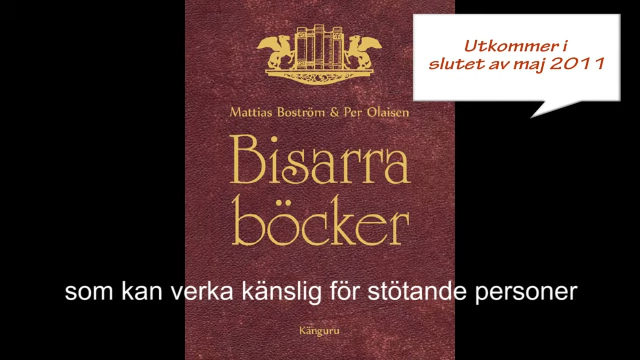 Utkommer i
slutet av maj 2011
Mattias Boström & Per Olaisen
Bisarra
böcker
som kan verka känslig för stötande personer
Känguru